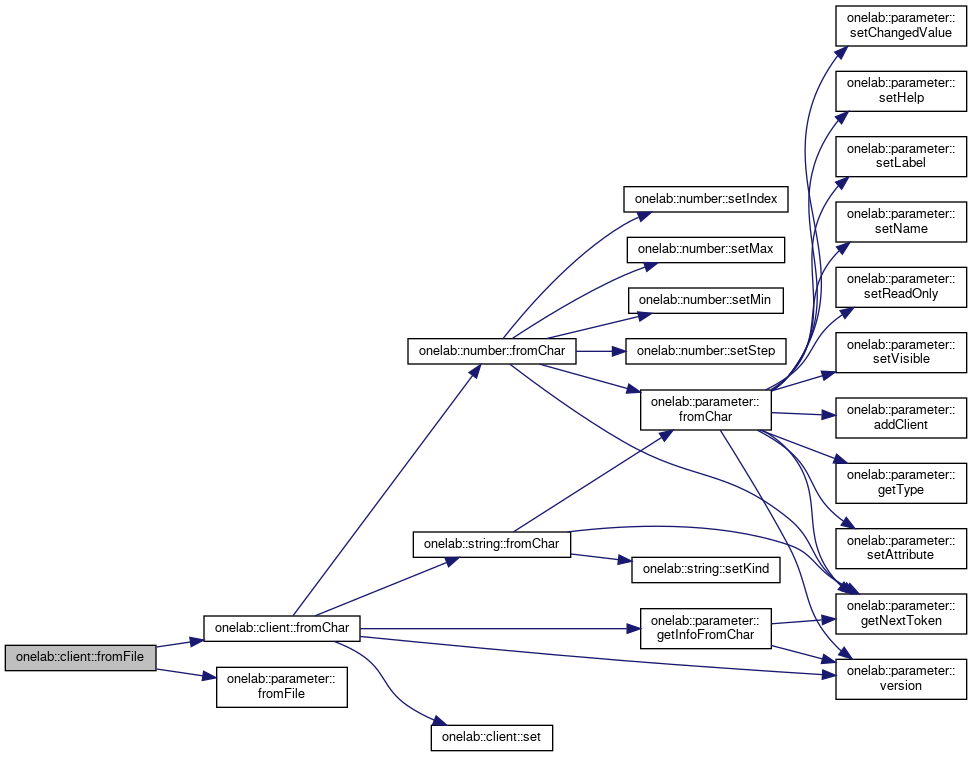 onelab::client::fromFile
onelab::client::fromChar
onelab::parameter::
fromFile
onelab::number::fromChar
onelab::string::fromChar
onelab::client::set
onelab::number::setIndex
onelab::number::setMax
onelab::number::setMin
onelab::number::setStep
onelab::parameter::
fromChar
onelab::string::setKind
onelab::parameter::
getInfoFromChar
onelab::parameter::
setChangedValue
onelab::parameter::
setHelp
onelab::parameter::
setLabel
onelab::parameter::
setName
onelab::parameter::
setReadOnly
onelab::parameter::
setVisible
onelab::parameter::
addClient
onelab::parameter::
getType
onelab::parameter::
setAttribute
onelab::parameter::
getNextToken
onelab::parameter::
version